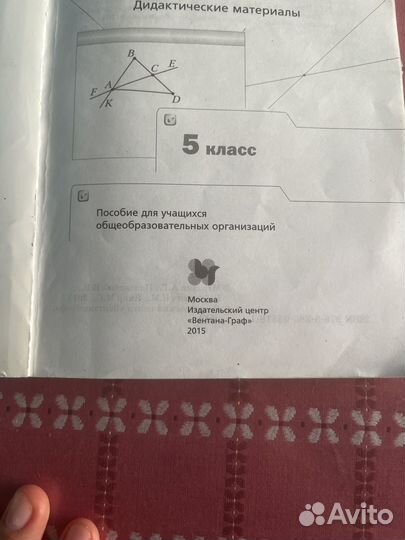 Дидактические материалы
B
C
E
A
F
K
D
5 класс
Пособие для учащихся
общеобразовательных организаций
Москва
Издательский центр
«Вентана-Граф»
2015
Avito